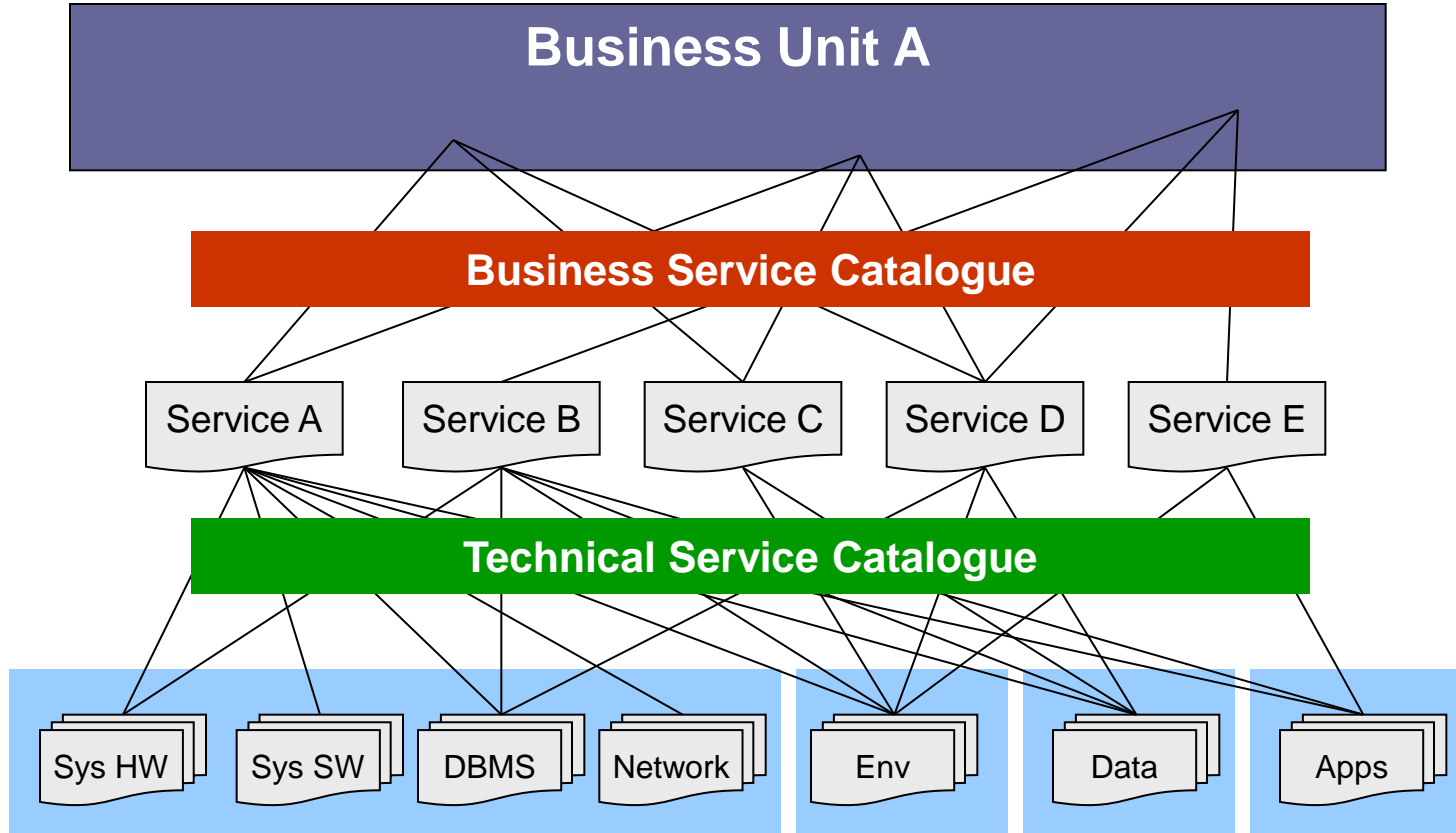 Business Unit A
Business Service Catalogue
Service A
Service B
Service C
Service D
Service E
Technical Service Catalogue
Sys HW
Sys SW
DBMS
Network
Env
Data
Apps